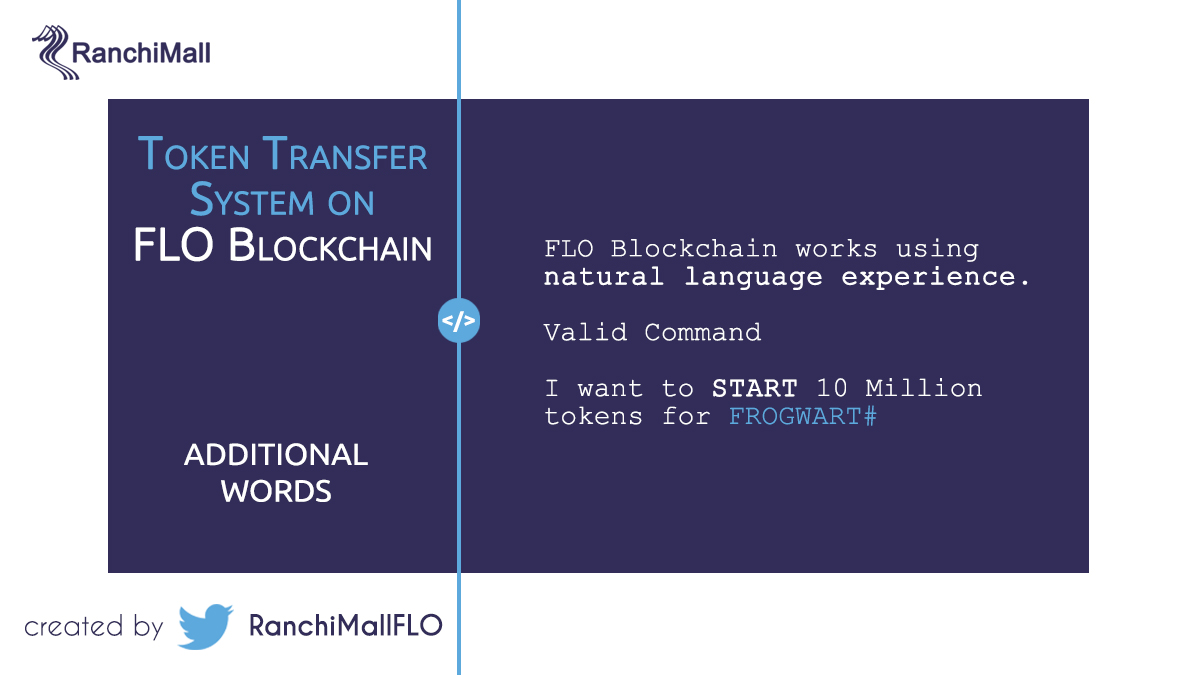 RanchiMall
Token Transfer
System on
FLO Blockchain
ADDITIONAL
WORDS
</>
FLO Blockchain works using
natural language experience.
Valid Command
I want to START 10 Million
tokens for FROGWART#
created by RanchiMallFLO